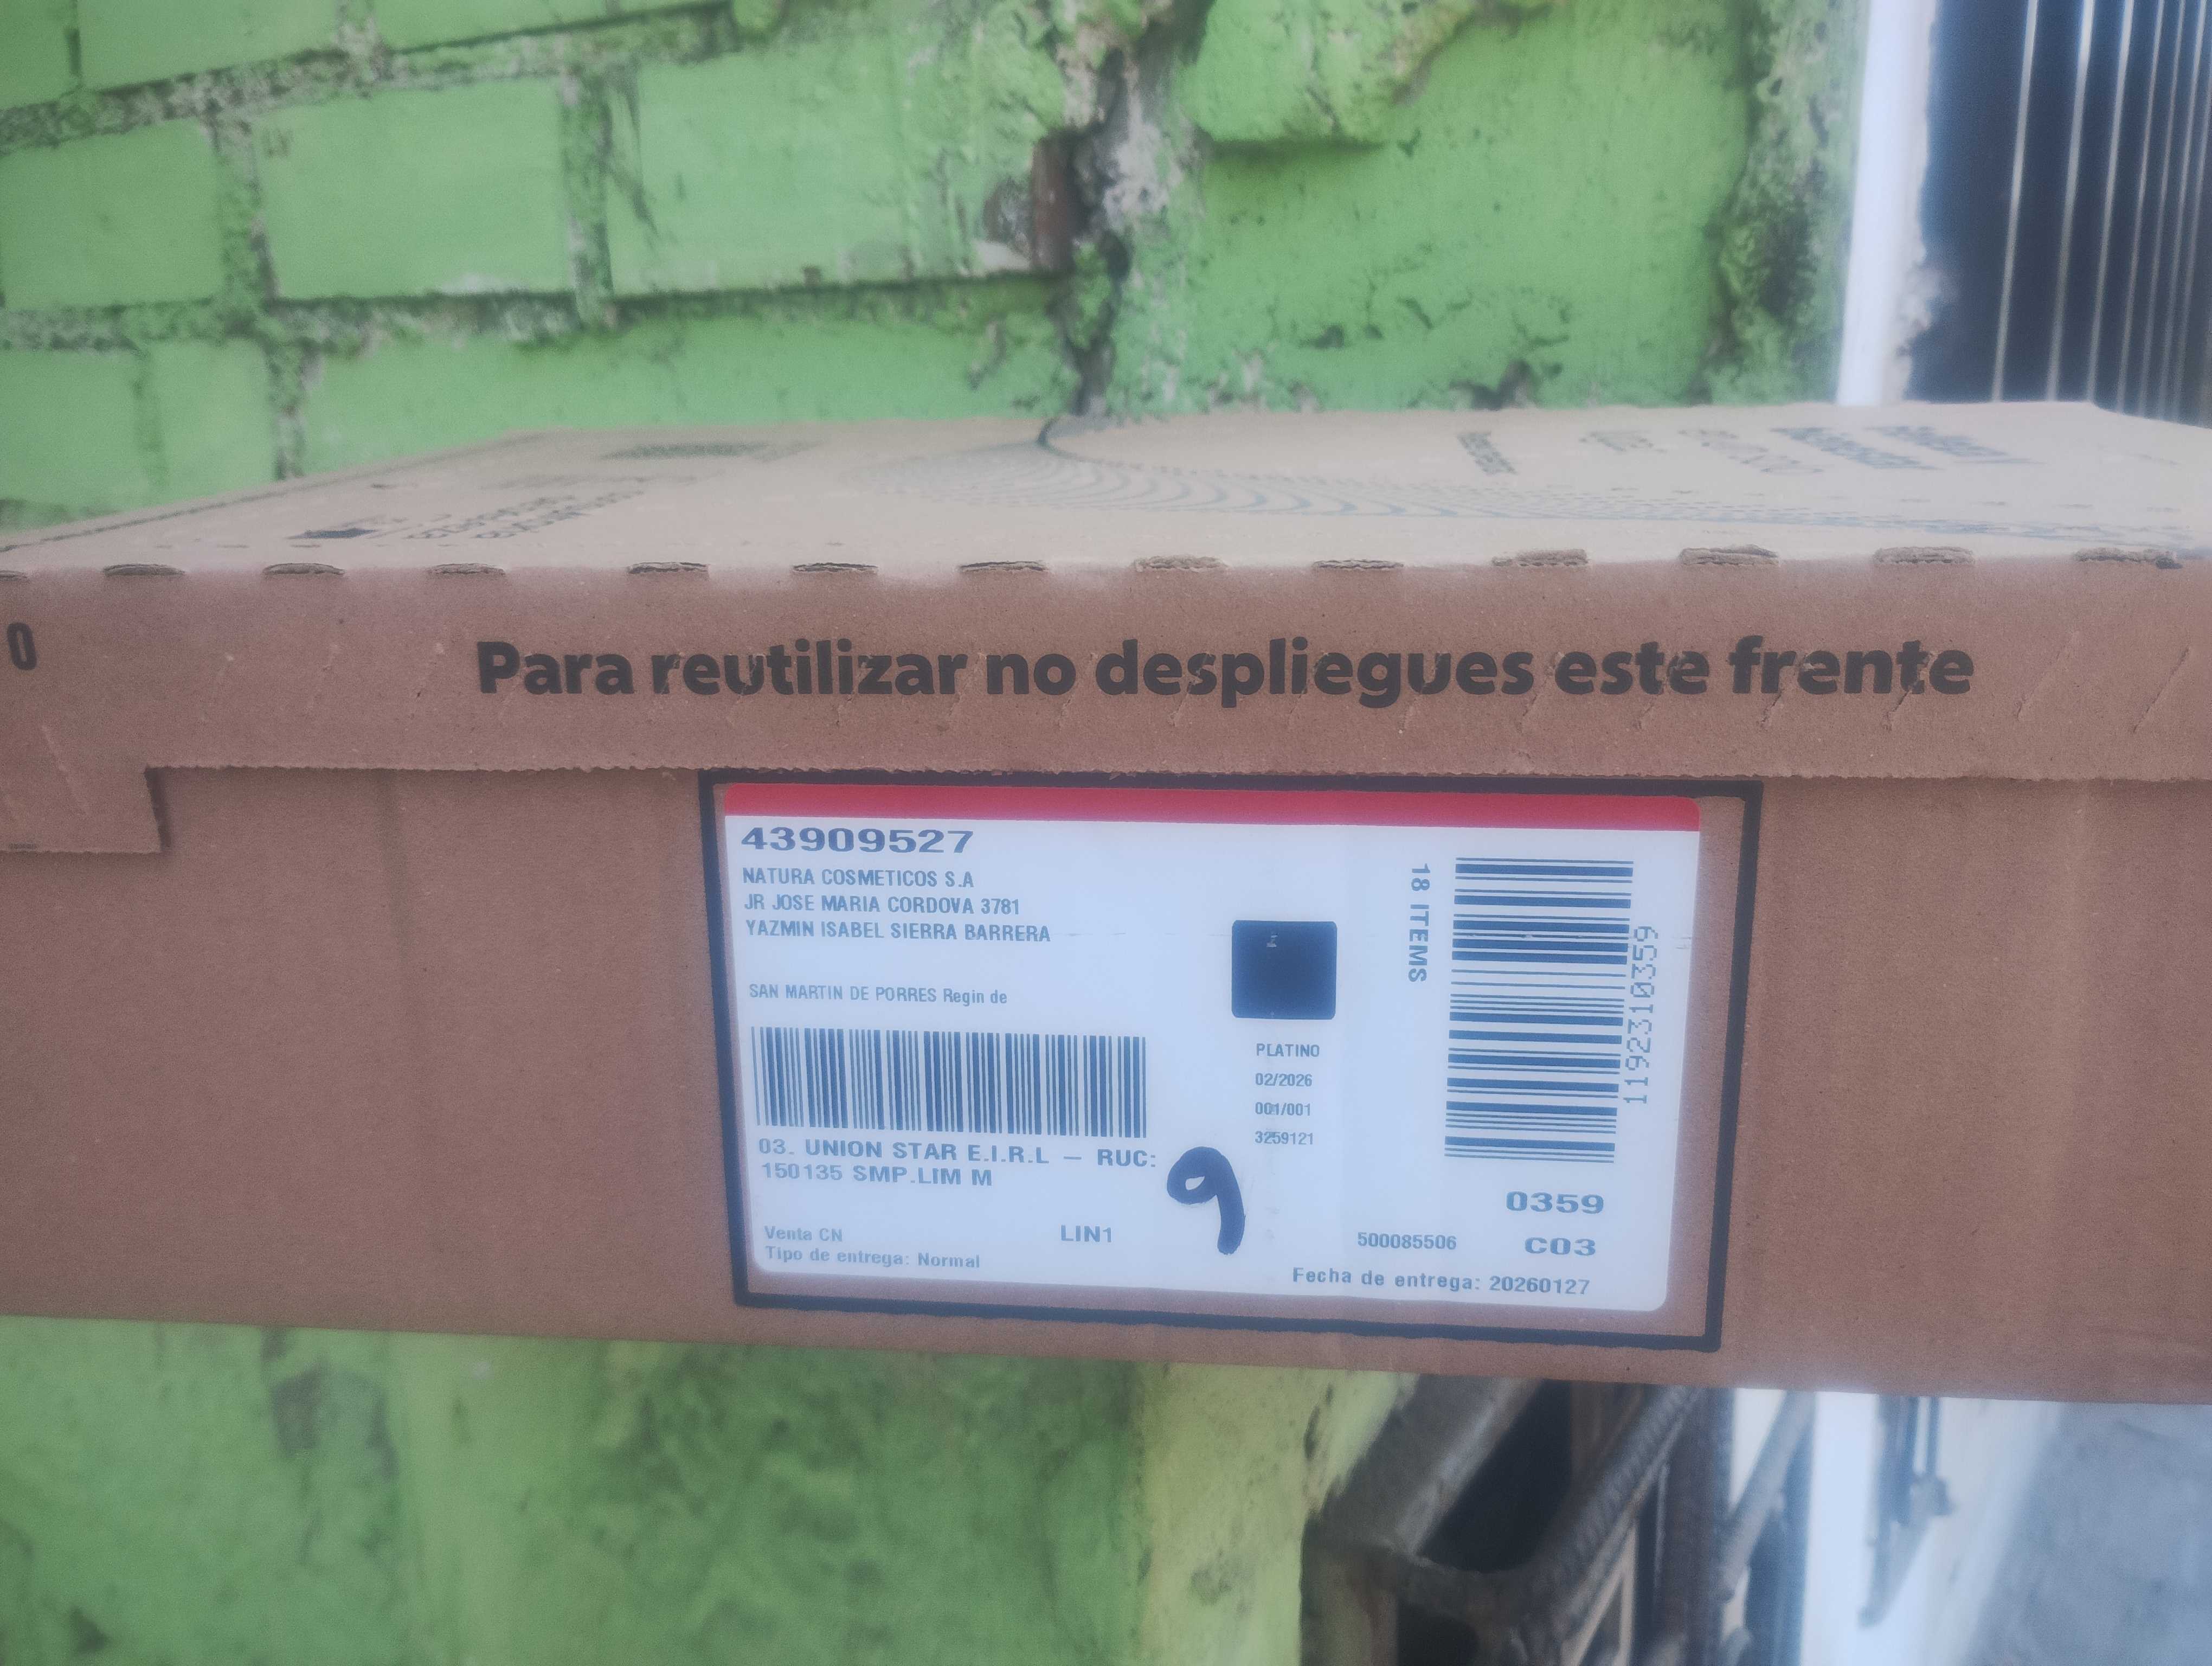 0
Para reutilizar no despliegues este frente
43909527
NATURA COSMETICOS S.A
JR JOSE MARIA CORDOVA 3781
YAZMIN ISABEL SIERRA BARRERA
SAN MARTIN DE PORRES Regin de
03. UNION STAR E.I.R.L – RUC:
150135 SMP.LIM M
Venta CN
LIN1
Tipo de entrega: Normal
PLATINO
02/2026
001/001
3259121
9
18 ITEMS
1192310359
0359
500085506
C03
Fecha de entrega: 20260127